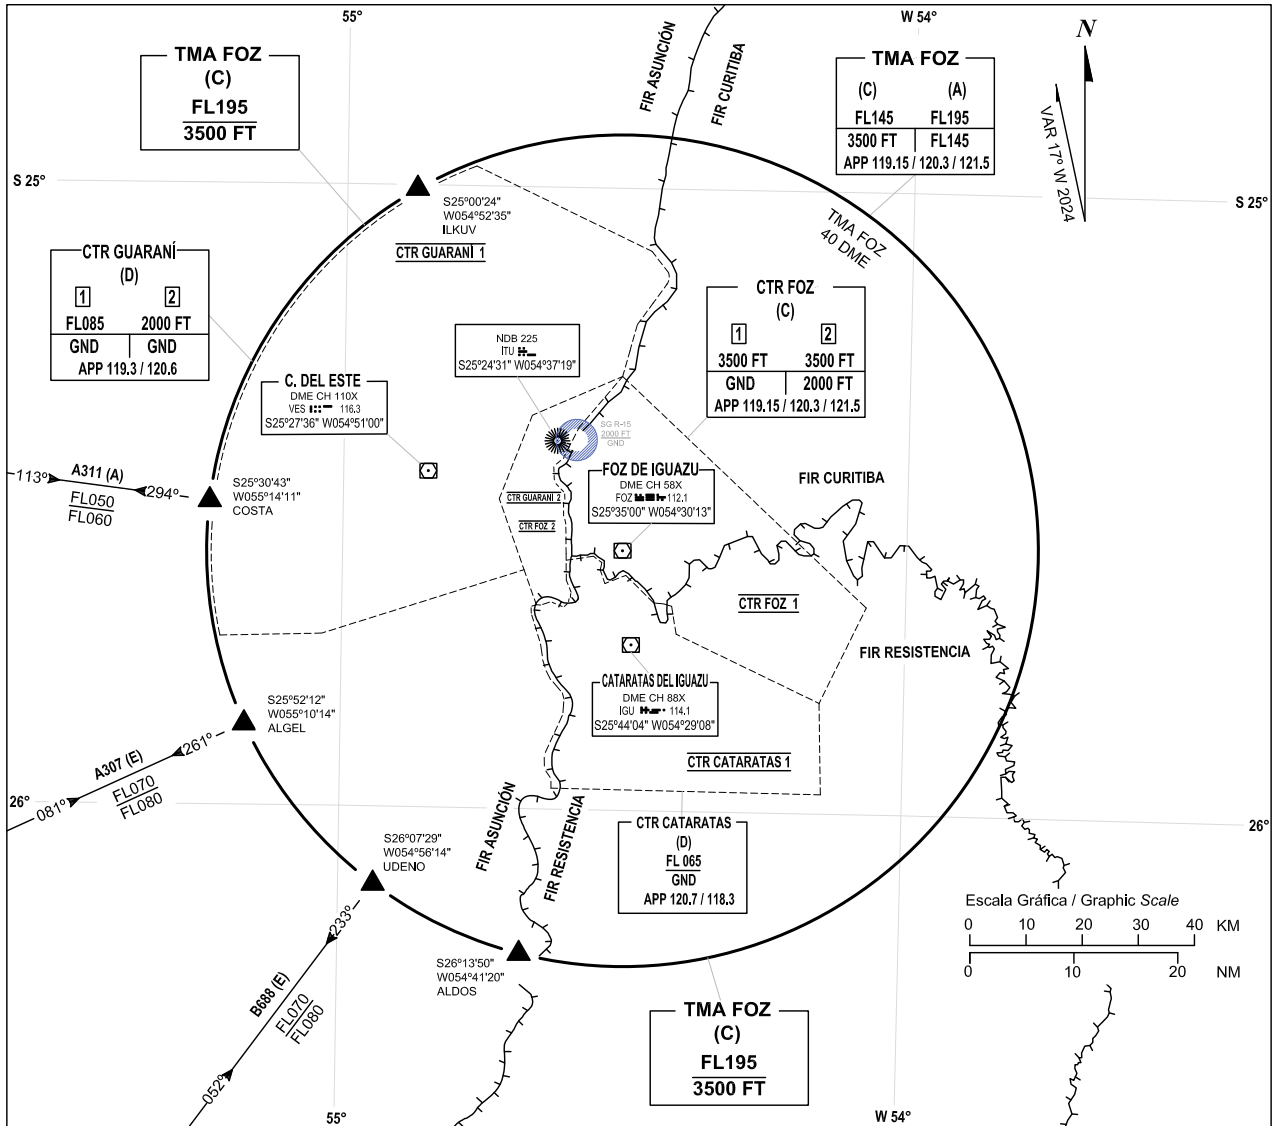 55°
W 54°
TMA FOZ
(C)
FL195
3500 FT
FIR ASUNCIÓN
FIR CURITIBA
TMA FOZ
(C) (A)
FL145 FL195
3500 FT FL145
APP 119.15 / 120.3 / 121.5
N
VAR 17° W 2024
S 25°
S 25°
S25°00'24"
W054°52'35"
ILKUV
CTR GUARANÍ 1
TMA FOZ
40 DME
CTR GUARANÍ
(D)
1 2
FL085 2000 FT
GND GND
APP 119.3 / 120.6
CTR FOZ
(C)
1 2
3500 FT 3500 FT
GND 2000 FT
APP 119.15 / 120.3 / 121.5
NDB 225
ITU
S25°24'31" W054°37'19"
C. DEL ESTE
DME CH 110X
VES 116.3
S25°27'36" W054°51'00"
SG R-15
2000 FT
GND
113°
A311 (A)
294°
FL050
FL060
S25°30'43"
W055°14'11"
COSTA
FOZ DE IGUAZU
DME CH 58X
FOZ 112.1
S25°35'00" W054°30'13"
FIR CURITIBA
CTR GUARANÍ 2
CTR FOZ 2
CTR FOZ 1
FIR RESISTENCIA
CATARATAS DEL IGUAZU
DME CH 88X
IGU 114.1
S25°44'04" W054°29'08"
S25°52'12"
W055°10'14"
ALGEL
261°
A307 (E)
081°
FL070
FL080
CTR CATARATAS 1
26°
26°
FIR ASUNCIÓN
FIR RESISTENCIA
CTR CATARATAS
(D)
FL 065
GND
APP 120.7 / 118.3
S26°07'29"
W054°56'14"
UDENO
233°
B688 (E)
052°
FL070
FL080
S26°13'50"
W054°41'20"
ALDOS
Escala Gráfica / Graphic Scale
0 10 20 30 40 KM
0 10 20 NM
TMA FOZ
(C)
FL195
3500 FT
55°
W 54°